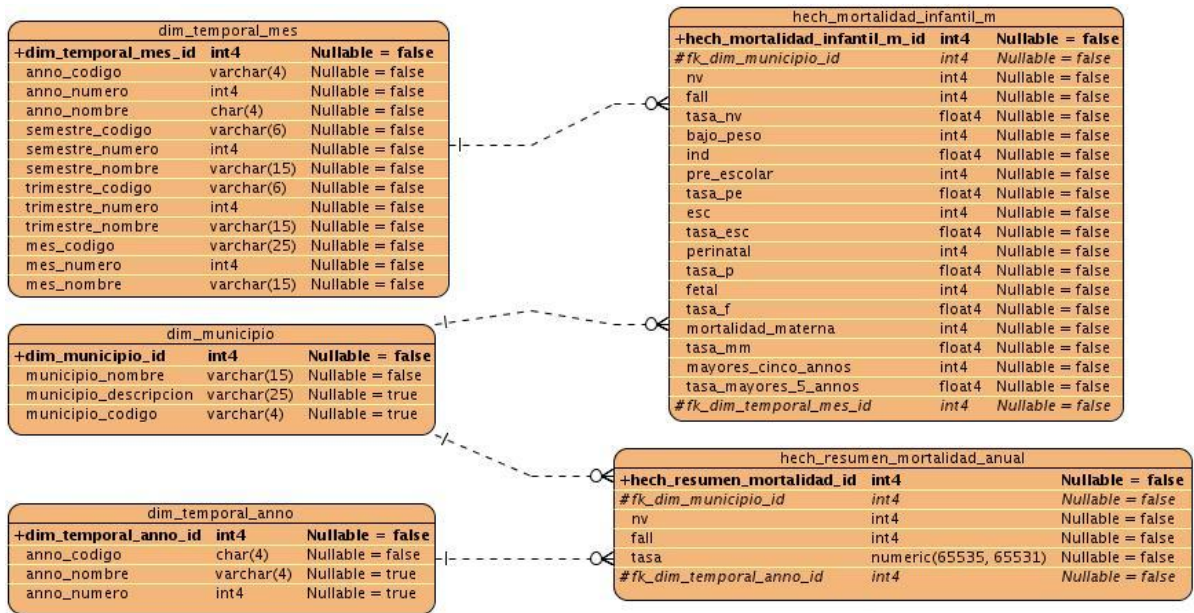 dim_temporal_mes
+dim_temporal_mes_id int4 Nullable = false
anno_codigo varchar(4) Nullable = false
anno_numero int4 Nullable = false
anno_nombre char(4) Nullable = false
semestre_codigo varchar(6) Nullable = false
semestre_numero int4 Nullable = false
semestre_nombre varchar(15) Nullable = false
trimestre_codigo varchar(6) Nullable = false
trimestre_numero int4 Nullable = false
trimestre_nombre varchar(15) Nullable = false
mes_codigo varchar(25) Nullable = false
mes_numero int4 Nullable = false
mes_nombre varchar(15) Nullable = false
hech_mortalidad_infantil_m
+hech_mortalidad_infantil_m_id int4 Nullable = false
#fk_dim_municipio_id int4 Nullable = false
nv int4 Nullable = false
fall int4 Nullable = false
tasa_nv float4 Nullable = false
bajo_peso int4 Nullable = false
ind float4 Nullable = false
pre_escolar int4 Nullable = false
tasa_pe float4 Nullable = false
esc int4 Nullable = false
tasa_esc float4 Nullable = false
perinatal int4 Nullable = false
tasa_p float4 Nullable = false
fetal int4 Nullable = false
tasa_f float4 Nullable = false
mortalidad_materna int4 Nullable = false
tasa_mm float4 Nullable = false
mayores_cinco_annos int4 Nullable = false
tasa_mayores_5_annos float4 Nullable = false
#fk_dim_temporal_mes_id int4 Nullable = false
dim_municipio
+dim_municipio_id int4 Nullable = false
municipio_nombre varchar(15) Nullable = false
municipio_descripcion varchar(25) Nullable = true
municipio_codigo varchar(4) Nullable = true
hech_resumen_mortalidad_anual
+hech_resumen_mortalidad_id int4 Nullable = false
#fk_dim_municipio_id int4 Nullable = false
nv int4 Nullable = false
fall int4 Nullable = false
tasa numeric(65535, 65531) Nullable = false
#fk_dim_temporal_anno_id int4 Nullable = false
dim_temporal_anno
+dim_temporal_anno_id int4 Nullable = false
anno_codigo char(4) Nullable = false
anno_nombre varchar(4) Nullable = true
anno_numero int4 Nullable = true